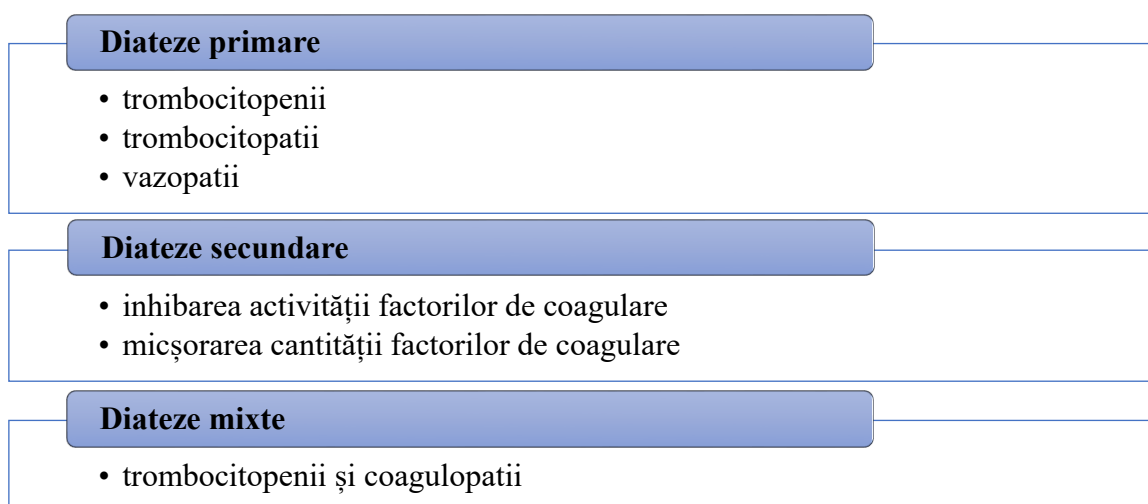 Diateze primare
• trombocitopenii
• trombocitopatii
• vazopatii
Diateze secundare
• inhibarea activității factorilor de coagulare
• micșorarea cantității factorilor de coagulare
Diateze mixte
• trombocitopenii și coagulopatii